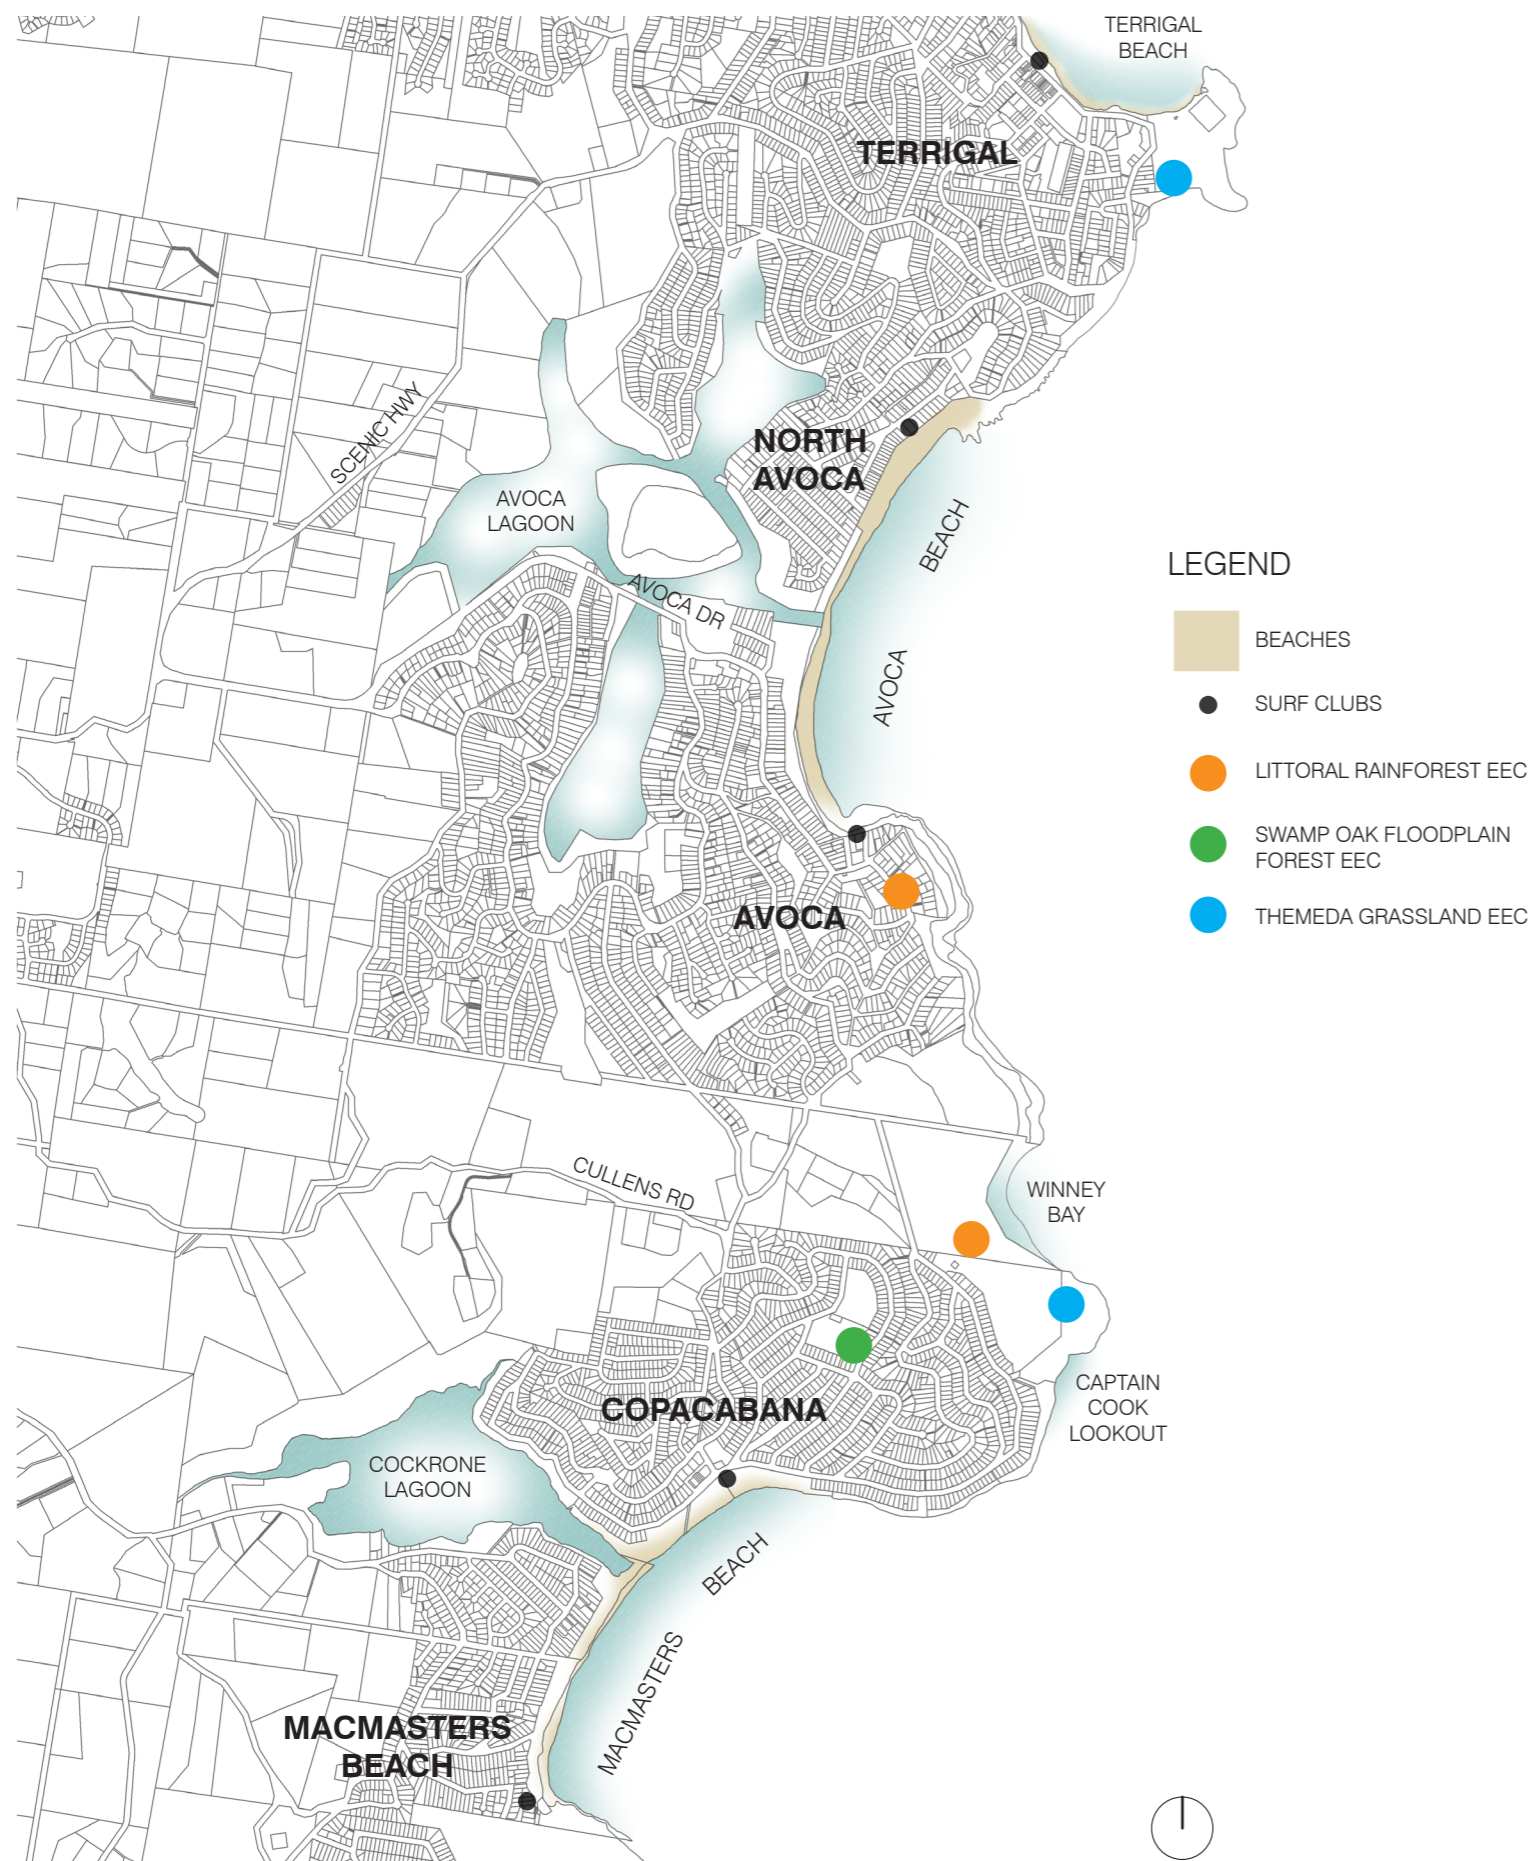 TERRIGAL
BEACH
TERRIGAL
SCENIC HWY
NORTH
AVOCA
AVOCA
LAGOON
BEACH
AVOCA
AVOCA DR
LEGEND
BEACHES
SURF CLUBS
LITTORAL RAINFOREST EEC
SWAMP OAK FLOODPLAIN
FOREST EEC
THEMEDA GRASSLAND EEC
AVOCA
CULLENS RD
WINNEY
BAY
CAPTAIN
COOK
LOOKOUT
COPACABANA
COCKRONE
LAGOON
BEACH
MACMASTERS
MACMASTERS
BEACH